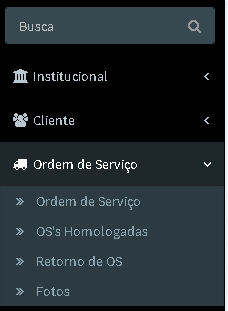 Busca
Institucional
Cliente
Ordem de Serviço
Ordem de Serviço
OS's Homologadas
Retorno de OS
Fotos